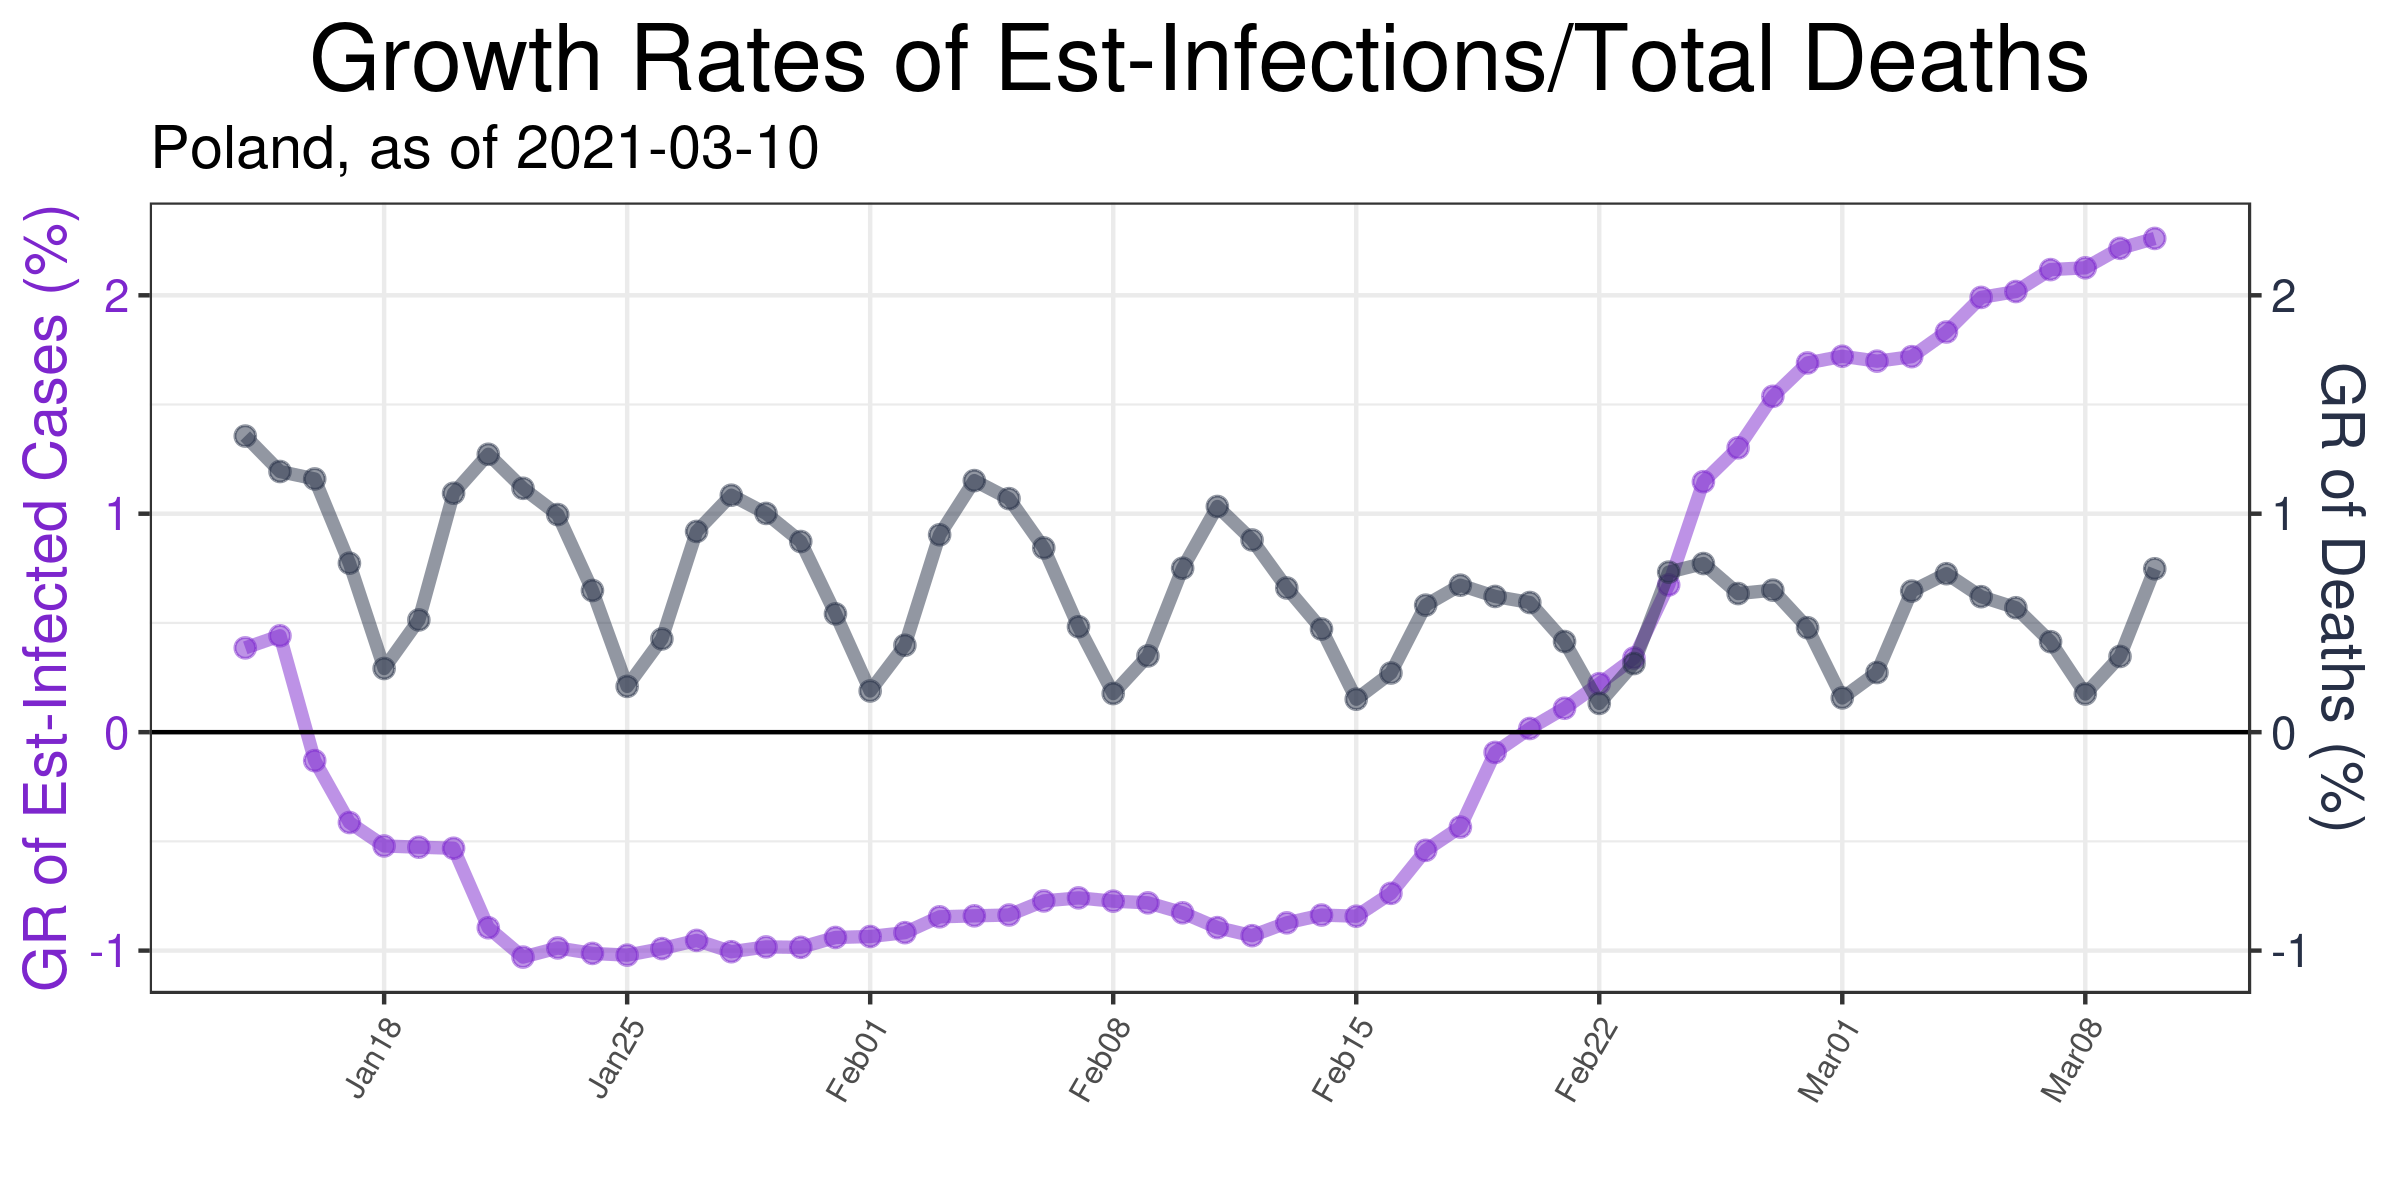 Growth Rates of Est-Infections/Total Deaths
Poland, as of 2021-03-10
GR of Est-Infected Cases (%)
2
1
0
-1
2
1
0
-1
GR of Deaths (%)
Jan18
Jan25
Feb01
Feb08
Feb15
Feb22
Mar01
Mar08